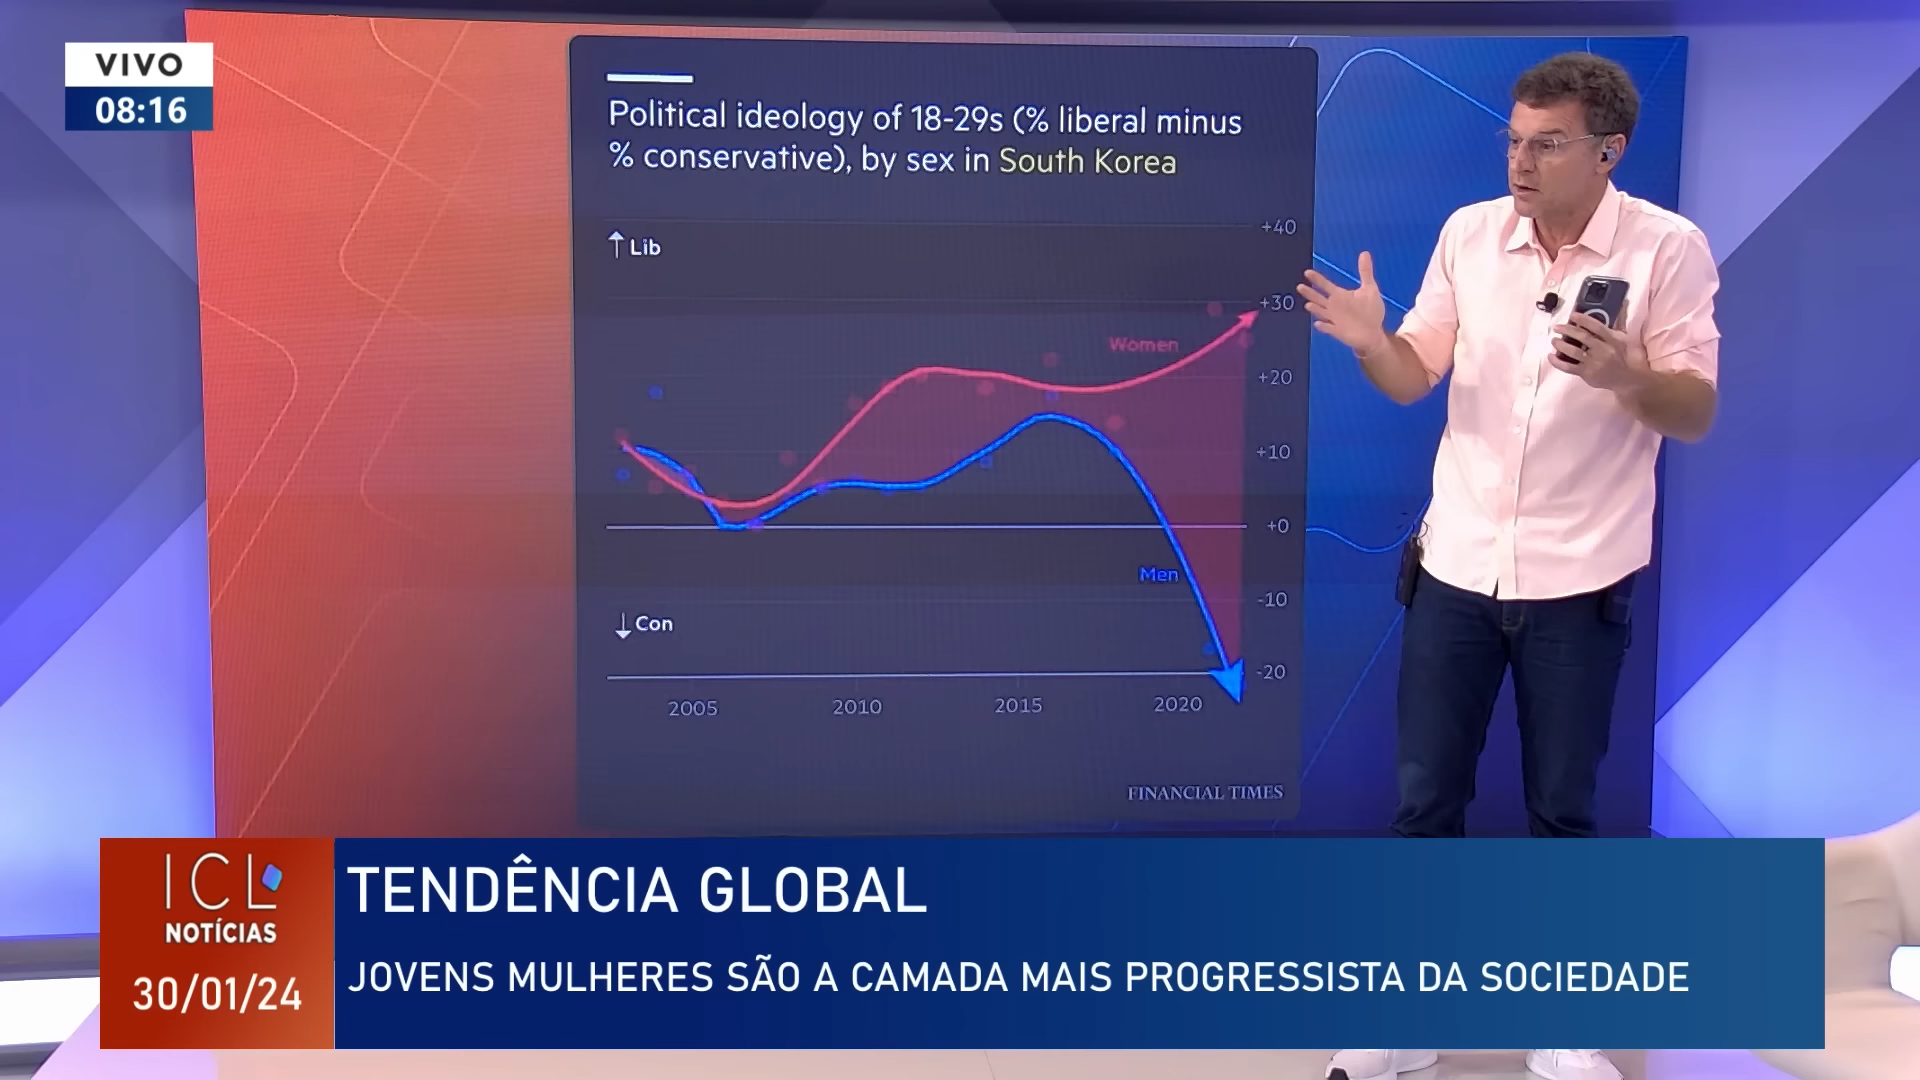 VIVO
08:16
Political ideology of 18-29s (% liberal minus
% conservative), by sex in South Korea
+40
Lib
+30
Women
+20
+10
+0
Men
-10
Con
-20
2005 2010 2015 2020
FINANCIAL TIMES
ICL
NOTÍCIAS
30/01/24
TENDÊNCIA GLOBAL
JOVENS MULHERES SÃO A CAMADA MAIS PROGRESSISTA DA SOCIEDADE